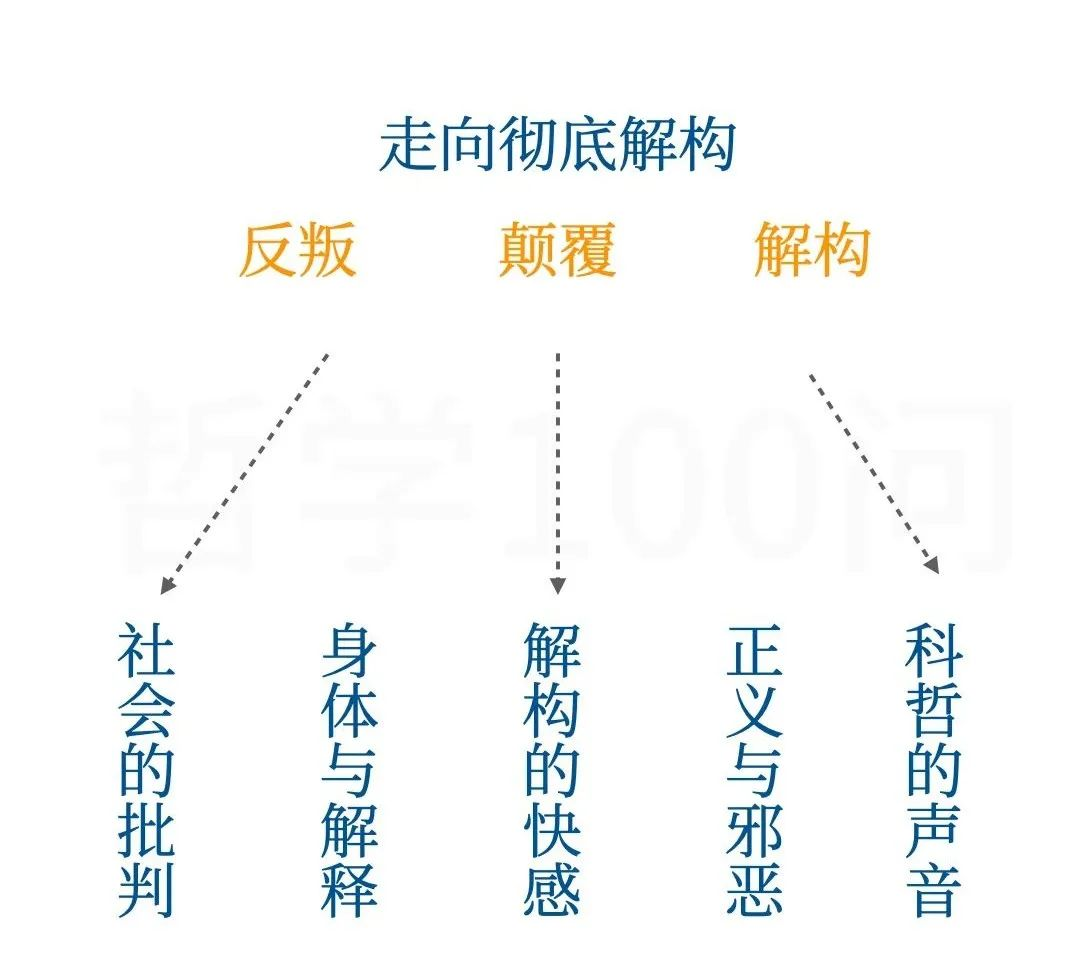 走向彻底解构
反叛 颠覆 解构
哲学100问
社会的批判
身体与解释
解构的快感
正义与邪恶
科哲的声音